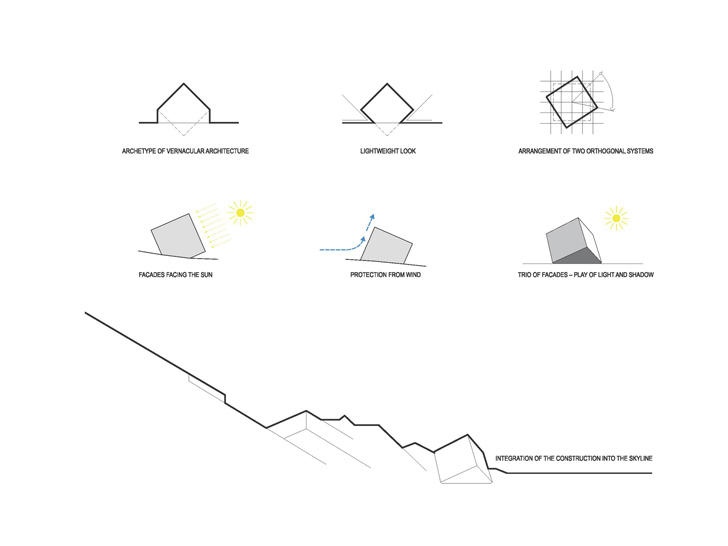 ARCHETYPE OF VERNACULAR ARCHITECTURE
LIGHTWEIGHT LOOK
ARRANGEMENT OF TWO ORTHOGONAL SYSTEMS
FACADES FACING THE SUN
PROTECTION FROM WIND
TRIO OF FACADES – PLAY OF LIGHT AND SHADOW
INTEGRATION OF THE CONSTRUCTION INTO THE SKYLINE